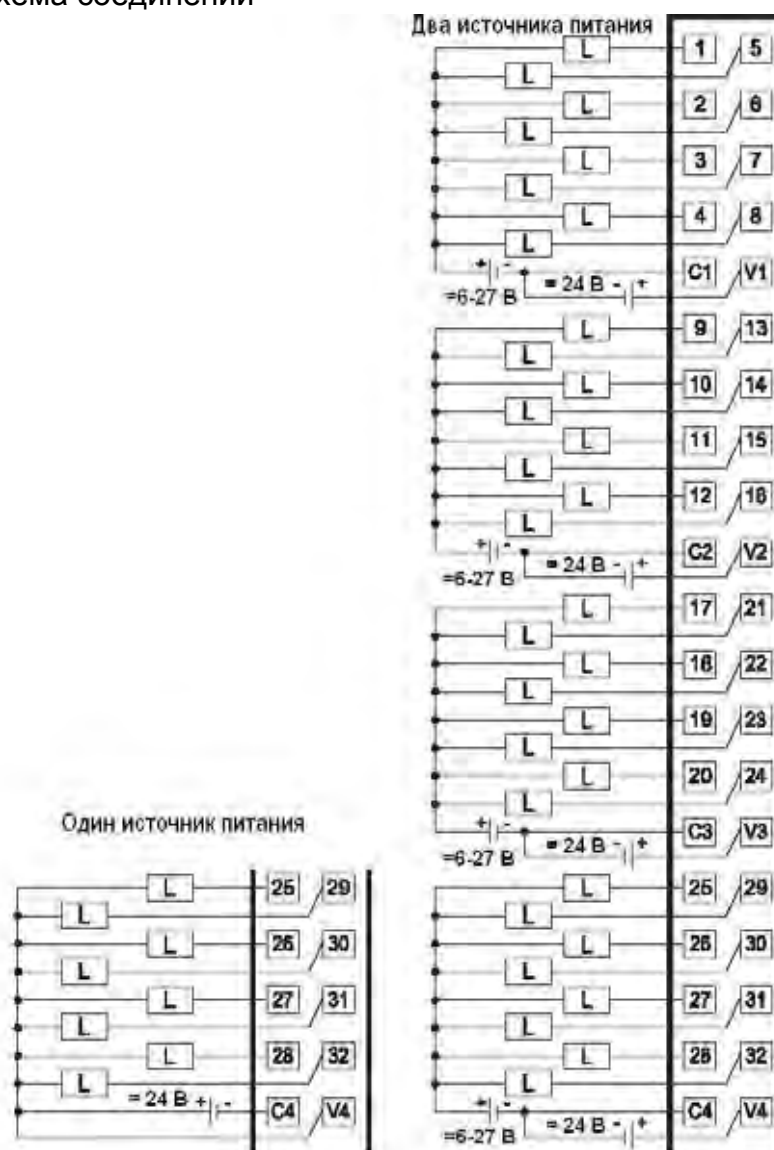 хема соединений
Два источника питания
L 1 5
L
L 2 6
L
L 3 7
L
L 4 8
L
+ - C1 V1
=6-27 В = 24 В - +
L 9 13
L
L 10 14
L
L 11 15
L
L 12 16
L
+ - C2 V2
=6-27 В = 24 В - +
L 17 21
L
L 18 22
L
L 19 23
L
L 20 24
L
+ - C3 V3
=6-27 В = 24 В - +
L 25 29
L
L 26 30
L
L 27 31
L
L 28 32
L
+ - C4 V4
=6-27 В = 24 В - +
Один источник питания
L 25 29
L
L 26 30
L
L 27 31
L
L 28 32
L
= 24 В + - C4 V4